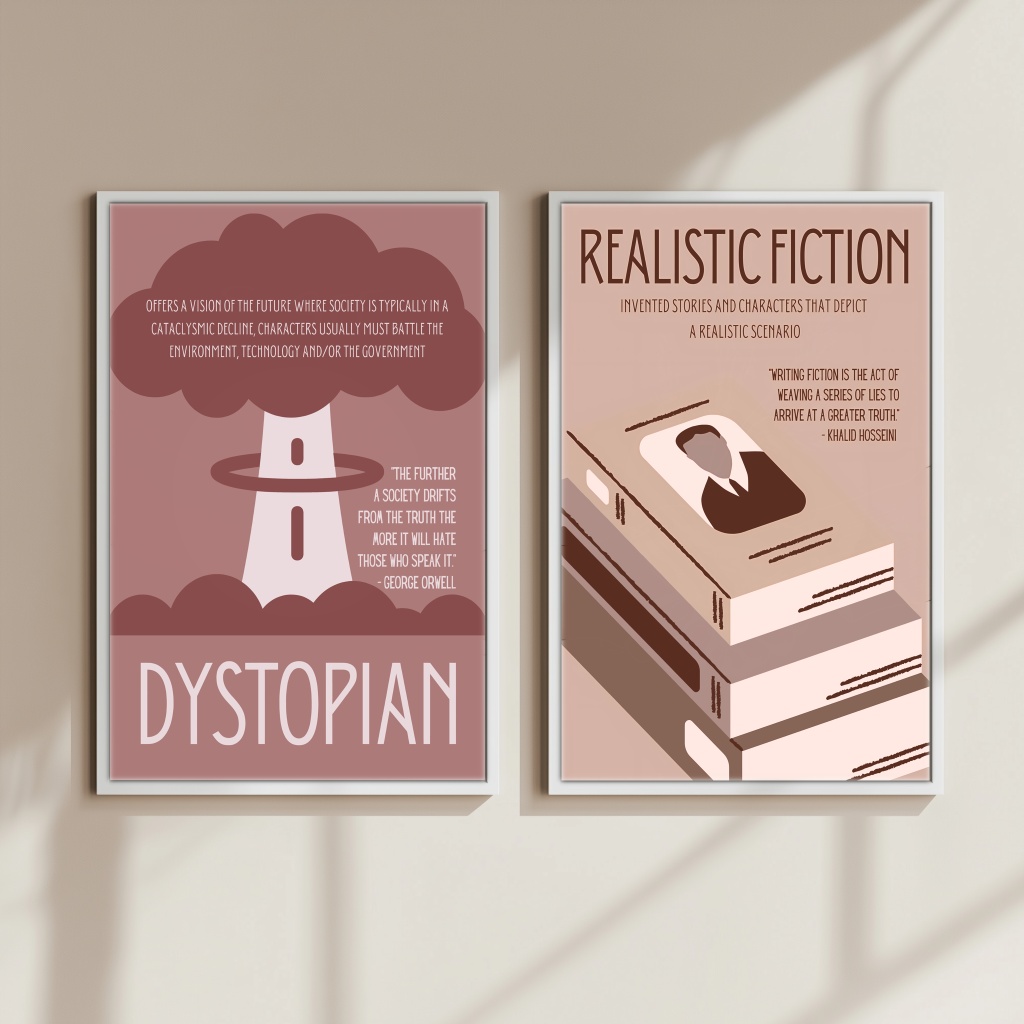 OFFERS A VISION OF THE FUTURE WHERE SOCIETY IS TYPICALLY IN A
CATACLYSMIC DECLINE, CHARACTERS USUALLY MUST BATTLE THE
ENVIRONMENT, TECHNOLOGY AND/OR THE GOVERNMENT
"THE FURTHER
A SOCIETY DRIFTS
FROM THE TRUTH THE
MORE IT WILL HATE
THOSE WHO SPEAK IT."
- GEORGE ORWELL
DYSTOPIAN
REALISTIC FICTION
INVENTED STORIES AND CHARACTERS THAT DEPICT
A REALISTIC SCENARIO
"WRITING FICTION IS THE ACT OF
WEAVING A SERIES OF LIES TO
ARRIVE AT A GREATER TRUTH."
- KHALID HOSSEINI